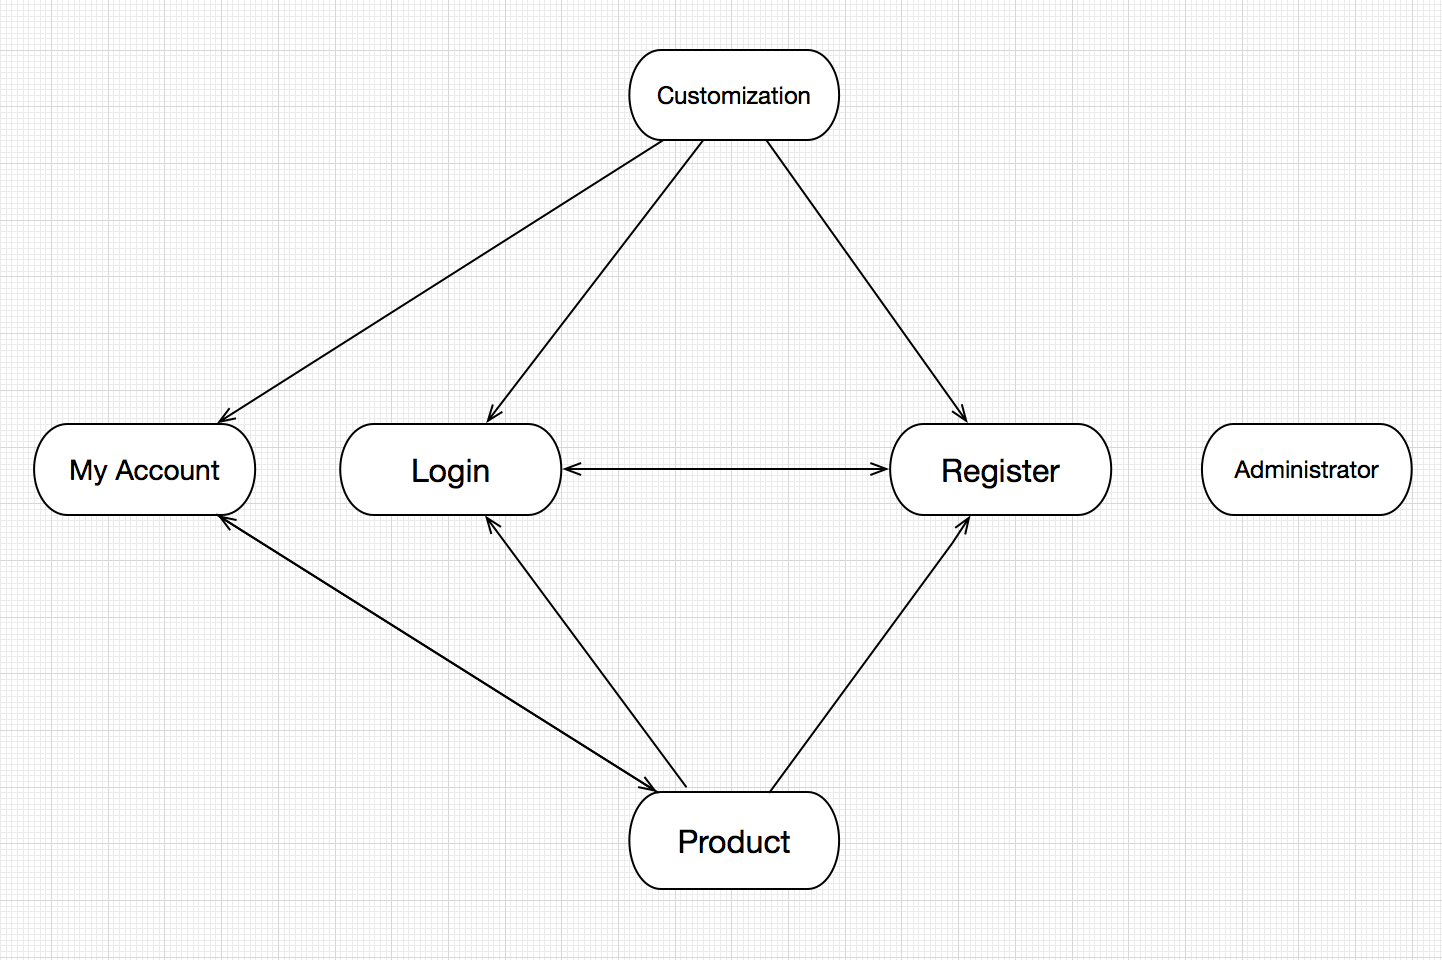 Customization
My Account
Login
Register
Administrator
Product